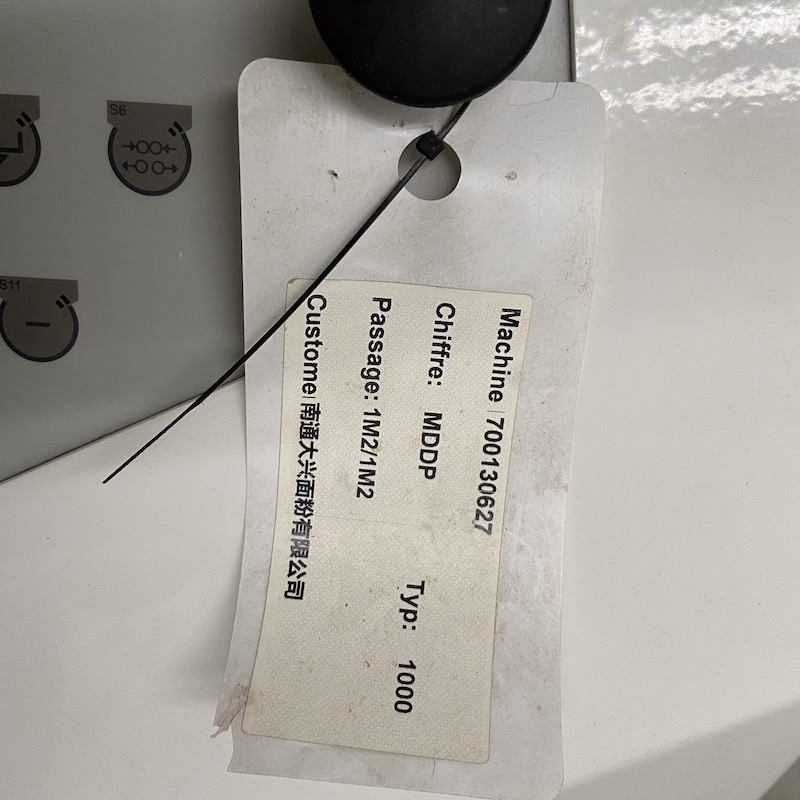 Machine 700130627
Chiffre: MDDP Typ: 1000
Passage: 1M2/1M2
Custome 南通大兴面粉有限公司
S6
S11